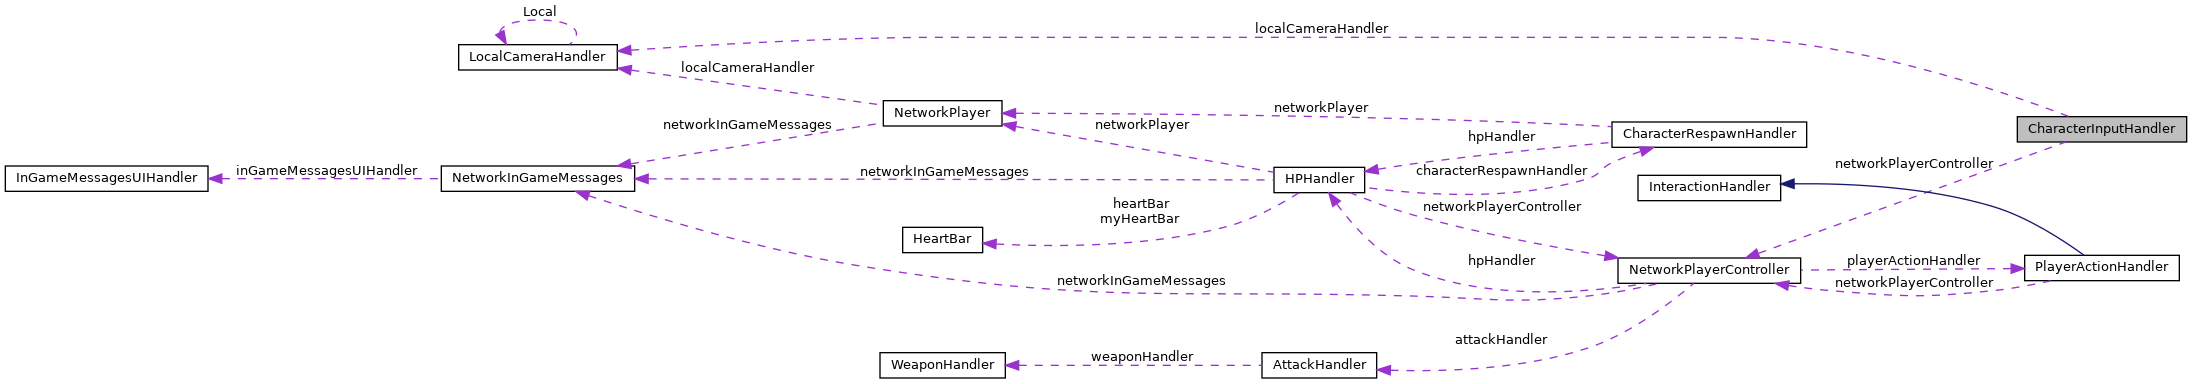 Local
localCameraHandler
LocalCameraHandler
localCameraHandler
networkPlayer
NetworkPlayer
networkInGameMessages
networkPlayer
CharacterInputHandler
CharacterRespawnHandler
hpHandler
networkPlayerController
inGameMessagesUIHandler
networkInGameMessages
characterRespawnHandler
InGameMessagesUIHandler
NetworkInGameMessages
HPHandler
InteractionHandler
heartBar
myHeartBar
networkPlayerController
HeartBar
hpHandler
playerActionHandler
NetworkPlayerController
PlayerActionHandler
networkInGameMessages
networkPlayerController
attackHandler
weaponHandler
WeaponHandler
AttackHandler